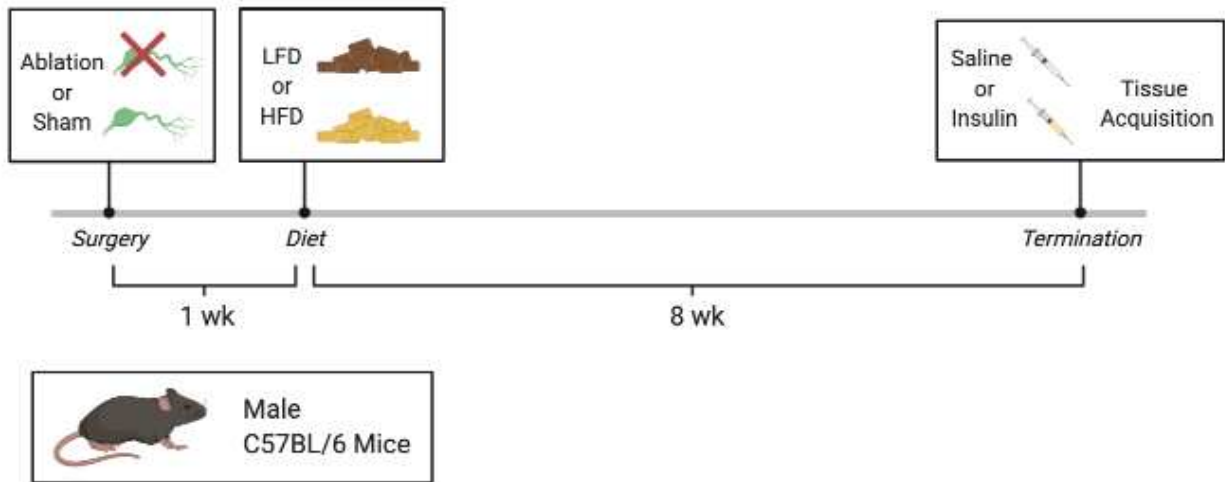 Ablation
or
Sham
LFD
or
HFD
Saline
or
Insulin
Tissue
Acquisition
Surgery
Diet
Termination
1 wk
8 wk
Male
C57BL/6 Mice